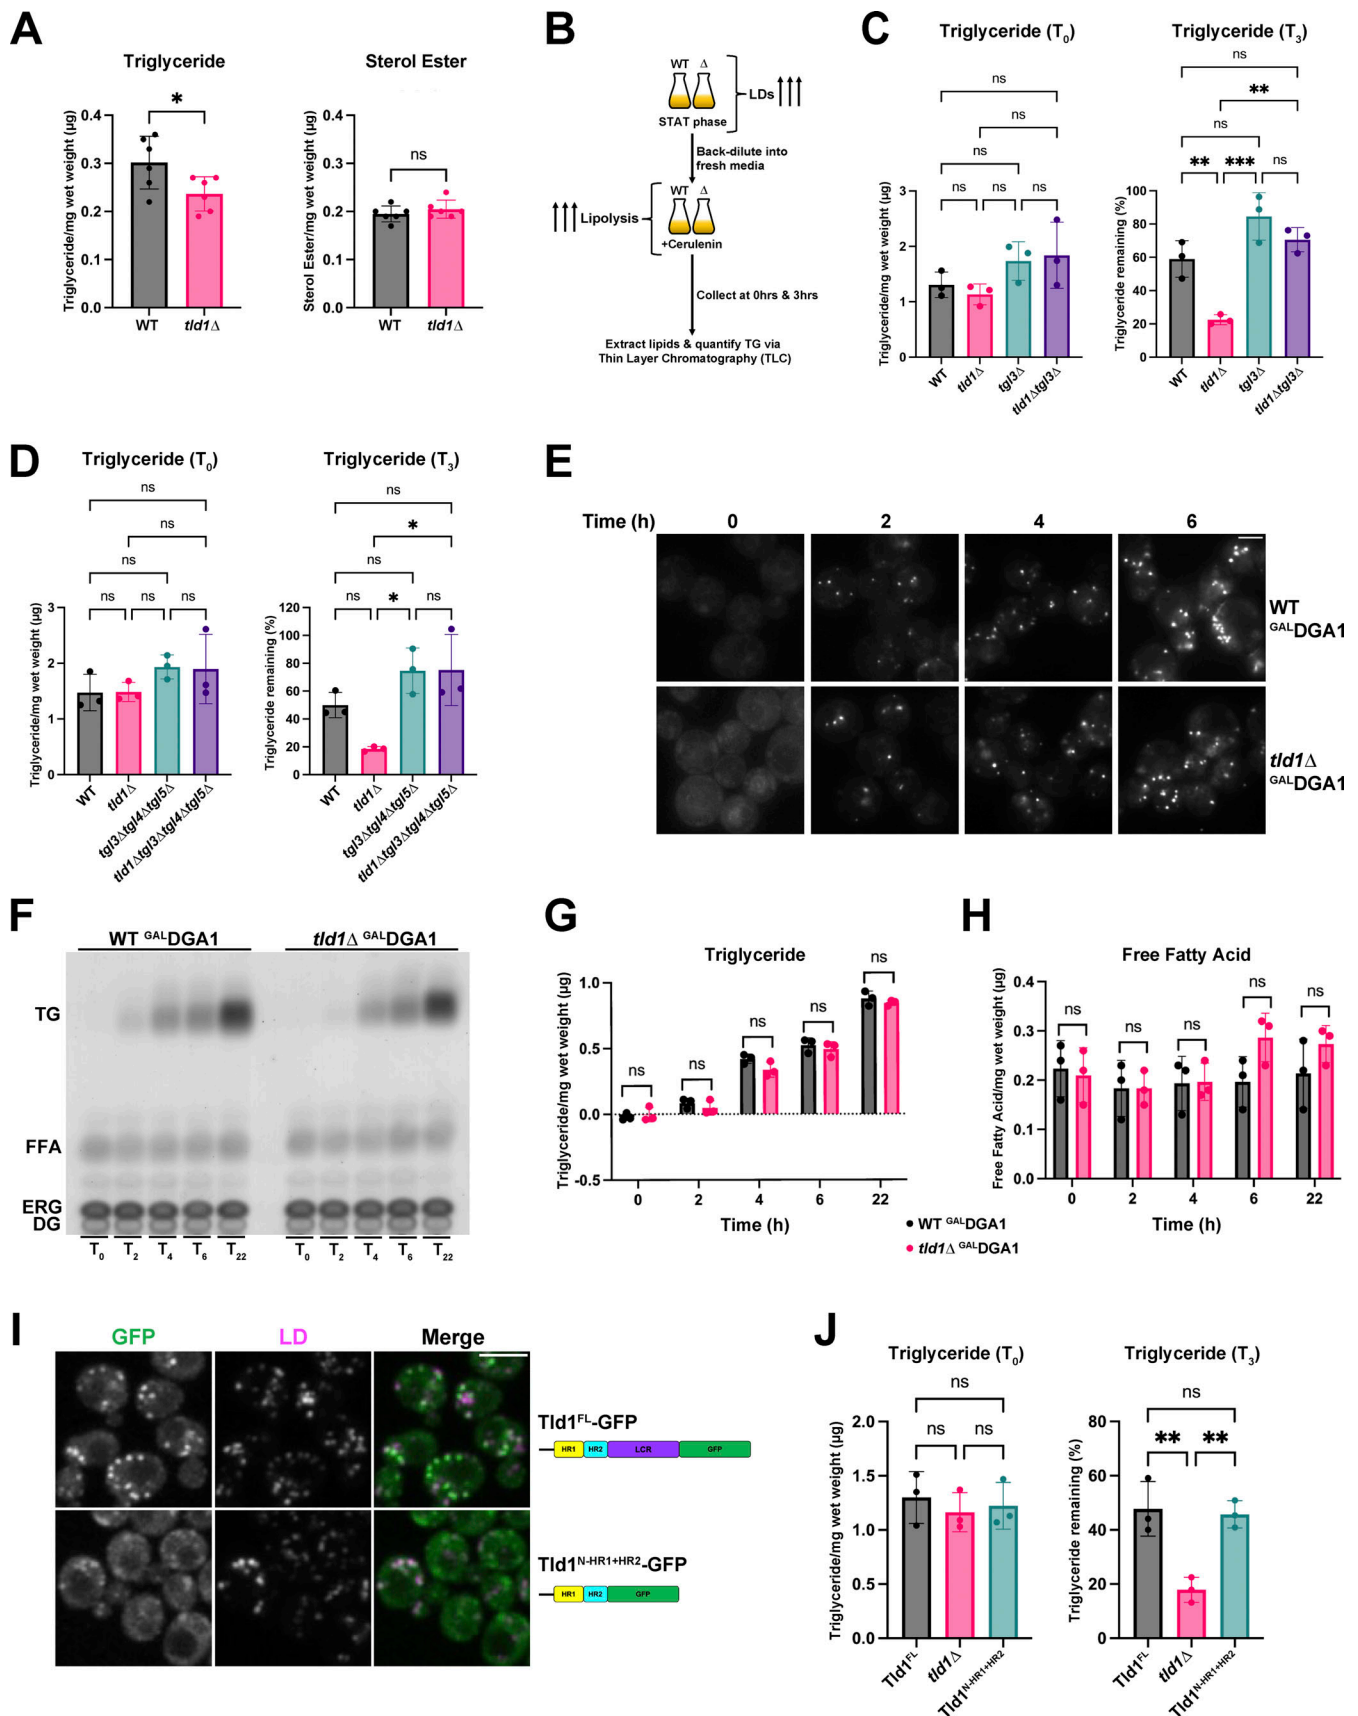 A
Triglyceride
Sterol Ester
*
ns
Triglyceride/mg wet weight (µg)
0.4
0.3
0.2
0.1
0.0
WT
tld1Δ
Sterol Ester/mg wet weight (µg)
0.4
0.3
0.2
0.1
0.0
WT
tld1Δ
B
WT Δ
LDs
STAT phase
Back-dilute into
fresh media
WT Δ
Lipolysis
+Cerulenin
Collect at 0hrs & 3hrs
Extract lipids & quantify TG via
Thin Layer Chromatography (TLC)
C
Triglyceride (T0)
ns
ns
ns
ns ns ns
Triglyceride/mg wet weight (µg)
3
2
1
0
WT
tld1Δ
tgl3Δ
tld1Δtgl3Δ
Triglyceride (T3)
ns
**
ns
** *** ns
Triglyceride remaining (%)
100
80
60
40
20
0
WT
tld1Δ
tgl3Δ
tld1Δtgl3Δ
D
Triglyceride (T0)
ns
ns
ns
ns ns ns
Triglyceride/mg wet weight (µg)
3
2
1
0
WT
tld1Δ
tgl3Δtgl4Δtgl5Δ
tld1Δtgl3Δtgl4Δtgl5Δ
Triglyceride (T3)
ns
*
ns
ns * ns
Triglyceride remaining (%)
120
100
80
60
40
20
0
WT
tld1Δ
tgl3Δtgl4Δtgl5Δ
tld1Δtgl3Δtgl4Δtgl5Δ
E
Time (h) 0 2 4 6
WT
GALDGA1
tld1Δ
GALDGA1
F
WT GALDGA1
tld1Δ GALDGA1
TG
FFA
ERG
DG
T0 T2 T4 T6 T22 T0 T2 T4 T6 T22
G
Triglyceride
ns ns ns ns ns
Triglyceride/mg wet weight (µg)
1.0
0.5
0.0
-0.5
0 2 4 6 22
Time (h)
WT GALDGA1
tld1Δ GALDGA1
H
Free Fatty Acid
ns ns ns ns ns
Free Fatty Acid/mg wet weight (µg)
0.4
0.3
0.2
0.1
0.0
0 2 4 6 22
Time (h)
I
GFP LD Merge
Tld1FL-GFP
HR1 HR2 LCR GFP
Tld1N-HR1+HR2-GFP
HR1 HR2 GFP
J
Triglyceride (T0)
ns
ns ns
Triglyceride/mg wet weight (µg)
2.0
1.5
1.0
0.5
0.0
Tld1FL
tld1Δ
Tld1N-HR1+HR2
Triglyceride (T3)
ns
** **
Triglyceride remaining (%)
80
60
40
20
0
Tld1FL
tld1Δ
Tld1N-HR1+HR2